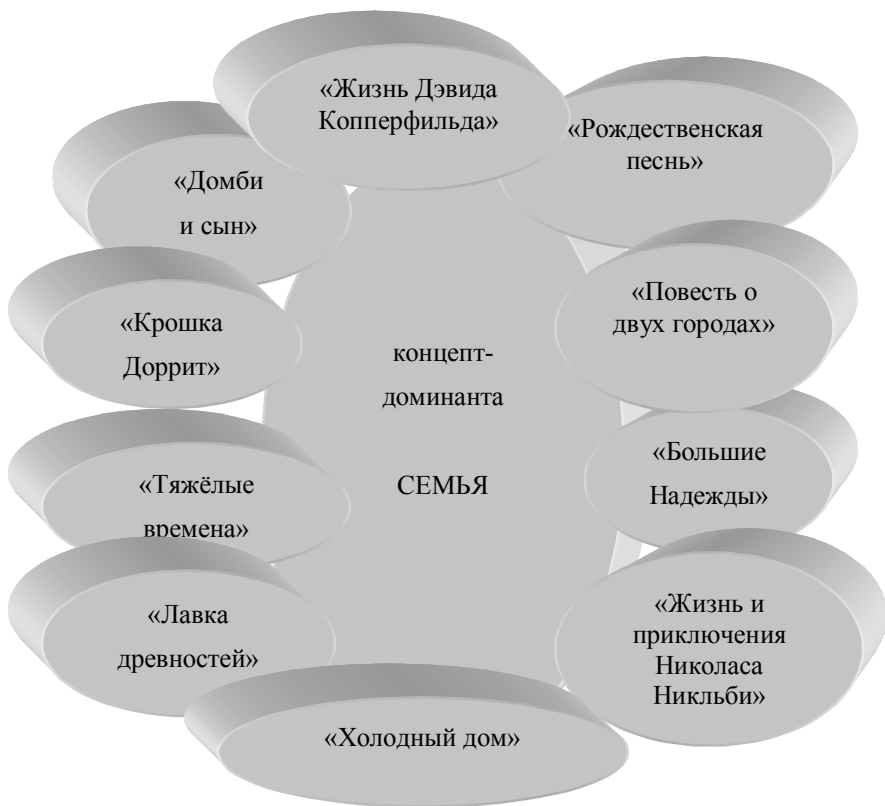 «Жизнь Дэвида
Копперфильда»
«Рождественская
песнь»
«Домби
и сын»
«Повесть о
двух городах»
«Крошка
Доррит»
концепт-
доминанта
СЕМЬЯ
«Большие
Надежды»
«Тяжёлые
времена»
«Лавка
древностей»
«Жизнь и
приключения
Николаса
Никльби»
«Холодный дом»